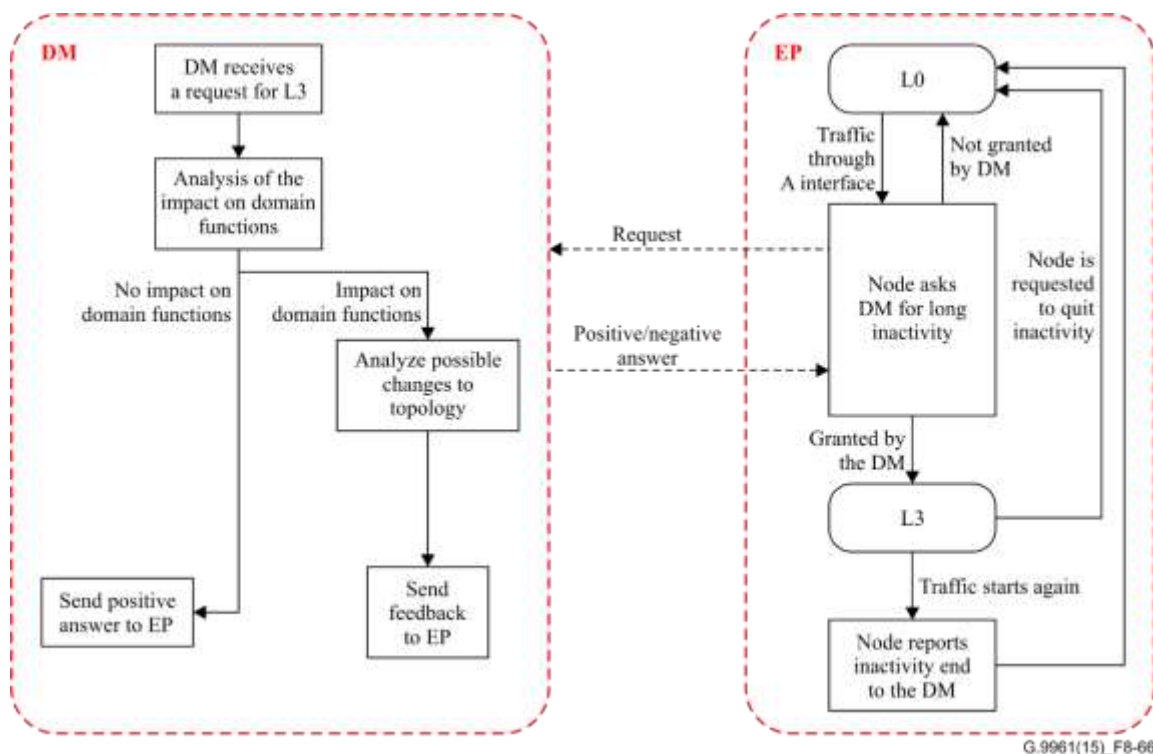 DM
DM receives
a request for L3
Analysis of the
impact on domain
functions
No impact on
domain functions
Impact on
domain functions
Analyze possible
changes to
topology
Send positive
answer to EP
Send
feedback
to EP
Request
Positive/negative
answer
EP
L0
Traffic
through
A interface
Not granted
by DM
Node asks
DM for long
inactivity
Node is
requested
to quit
inactivity
Granted by
the DM
L3
Traffic starts again
Node reports
inactivity end
to the DM
G.9961(15)_F8-66